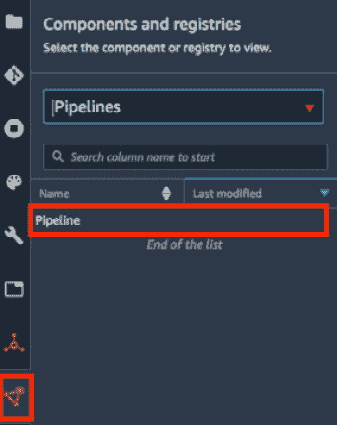 Components and registries
Select the component or registry to view.
Pipelines
Search column name to start
Name Last modified
Pipeline
End of the list